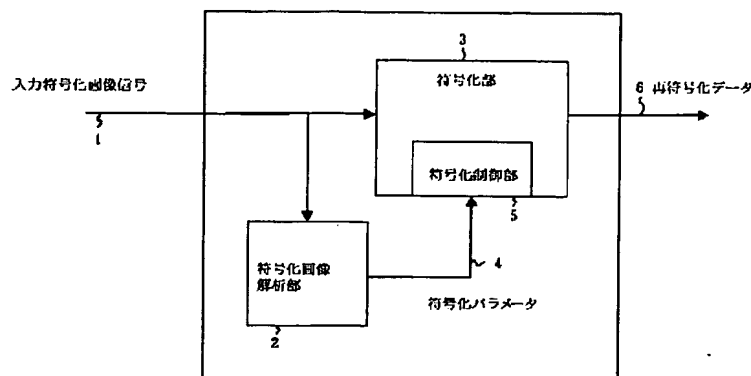 3
符号化部
入力符号化画像信号
6 再符号化データ
1
符号化制御部
5
符号化画像
解析部
4
符号化パラメータ
2